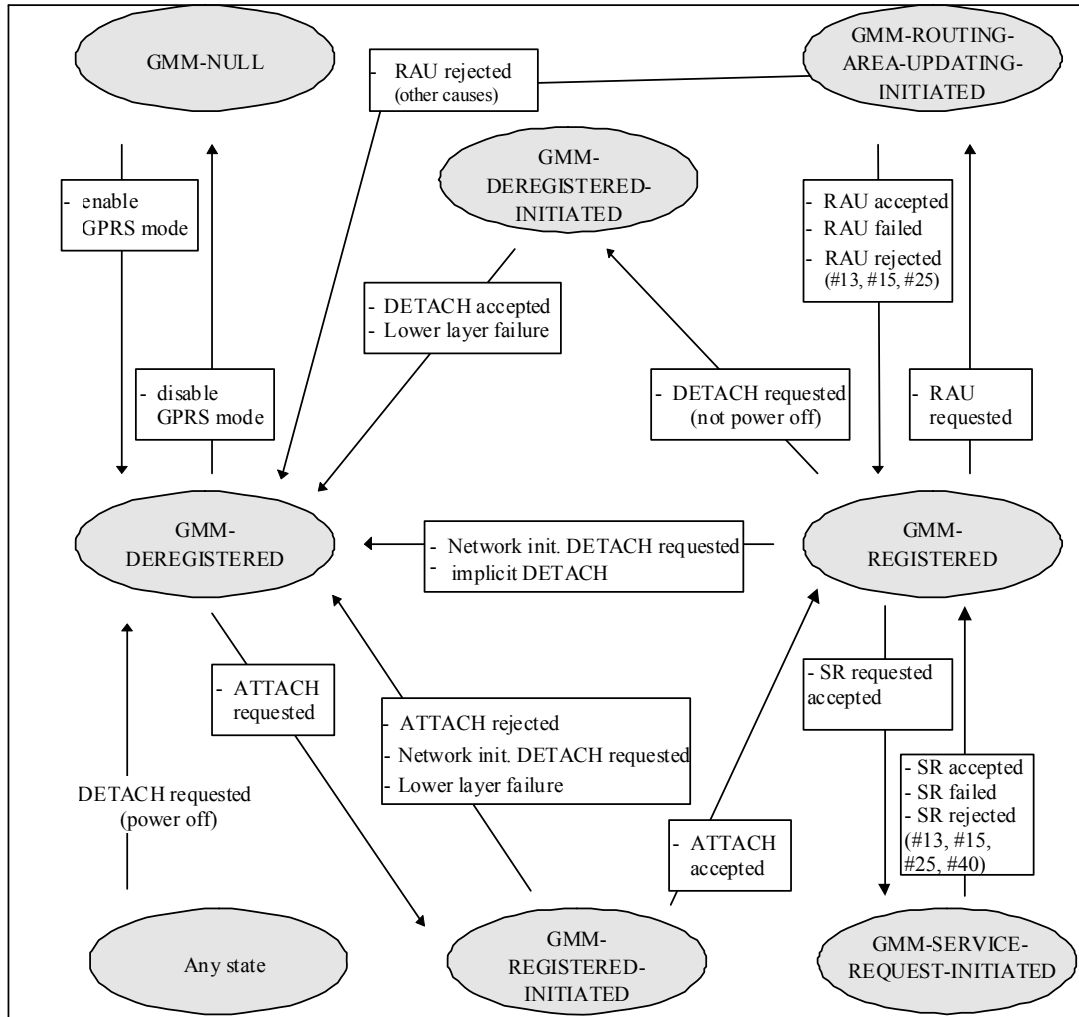 GMM-NULL
GMM-ROUTING-
AREA-UPDATING-
INITIATED
- RAU rejected
(other causes)
GMM-
DEREGISTERED-
INITIATED
- enable
GPRS mode
- RAU accepted
- RAU failed
- RAU rejected
(#13, #15, #25)
- DETACH accepted
- Lower layer failure
- disable
GPRS mode
- DETACH requested
(not power off)
- RAU
requested
GMM-
DEREGISTERED
- Network init. DETACH requested
- implicit DETACH
GMM-
REGISTERED
- ATTACH
requested
- ATTACH rejected
- Network init. DETACH requested
- Lower layer failure
- SR requested
accepted
DETACH requested
(power off)
- ATTACH
accepted
- SR accepted
- SR failed
- SR rejected
(#13, #15,
#25, #40)
Any state
GMM-
REGISTERED-
INITIATED
GMM-SERVICE-
REQUEST-INITIATED